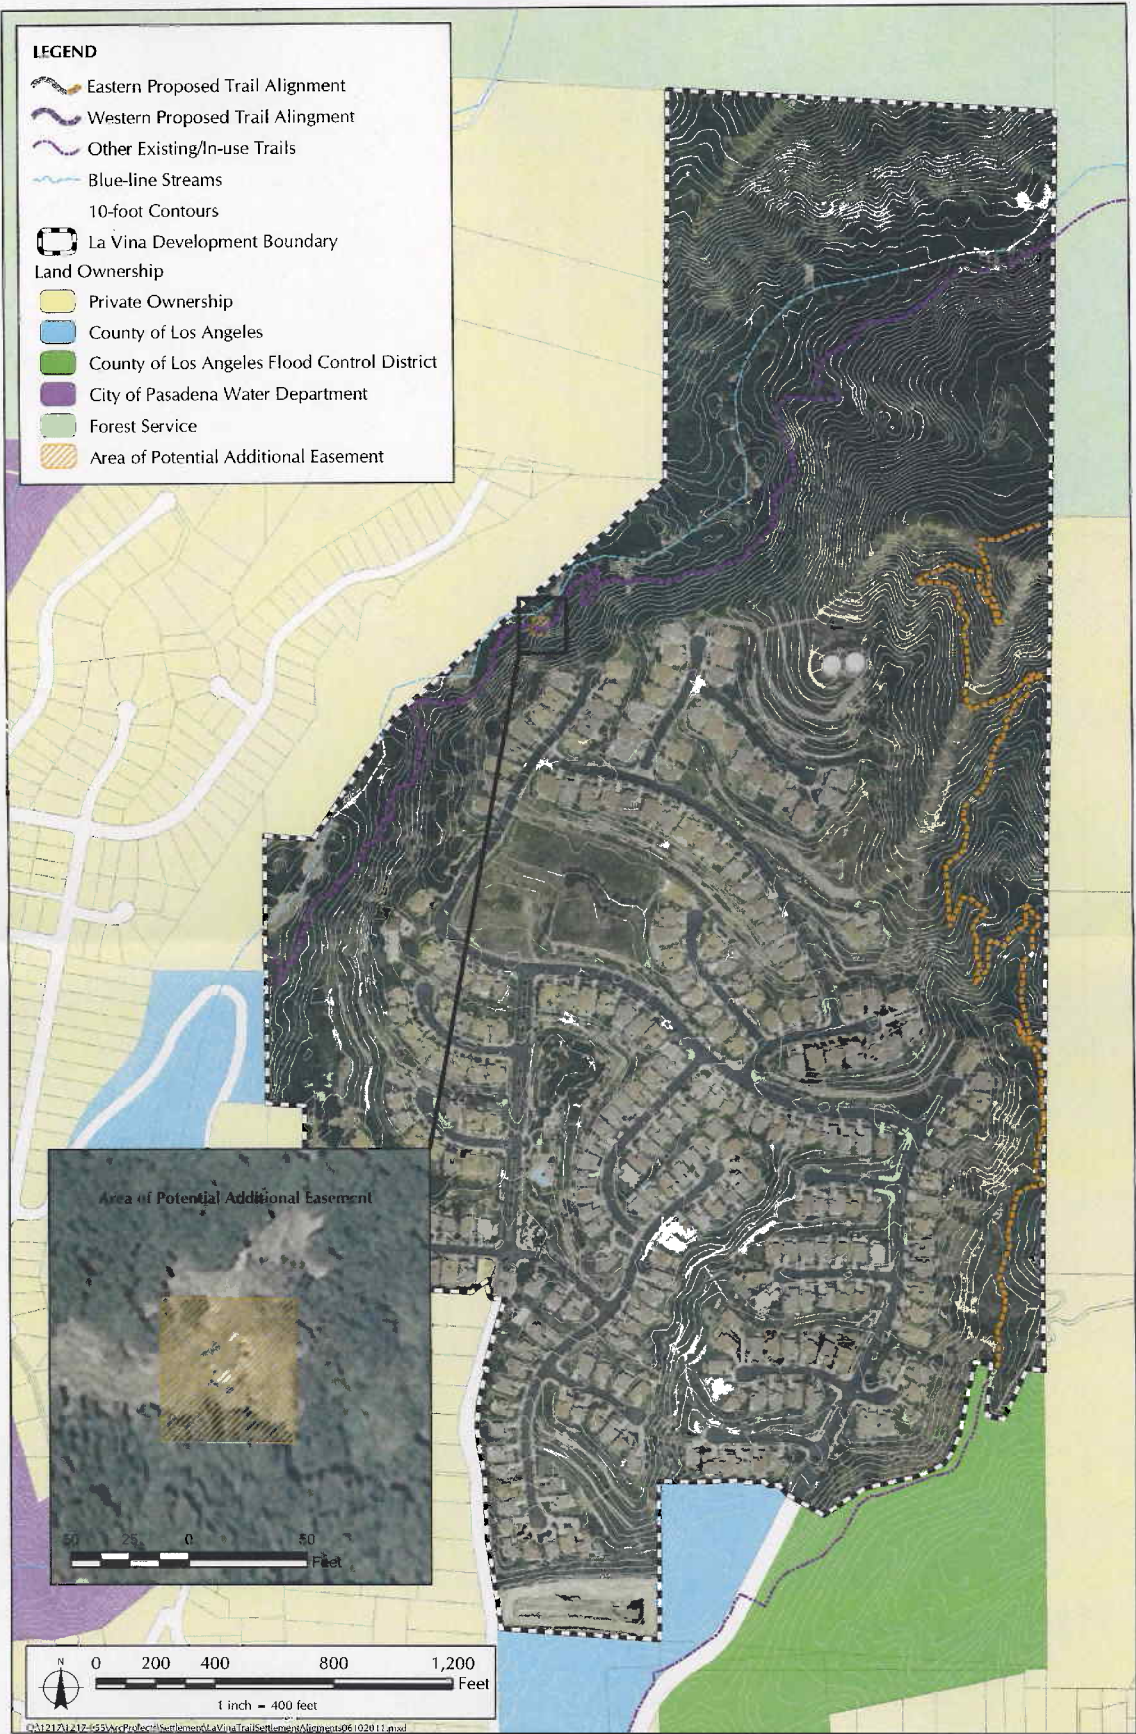 LEGEND
Eastern Proposed Trail Alignment
Western Proposed Trail Alingment
Other Existing/In-use Trails
Blue-line Streams
10-foot Contours
La Vina Development Boundary
Land Ownership
Private Ownership
County of Los Angeles
County of Los Angeles Flood Control District
City of Pasadena Water Department
Forest Service
Area of Potential Additional Easement
Area of Potential Additional Easement
50 25 0 50
Feet
N
0 200 400 800 1,200
Feet
1 inch = 400 feet